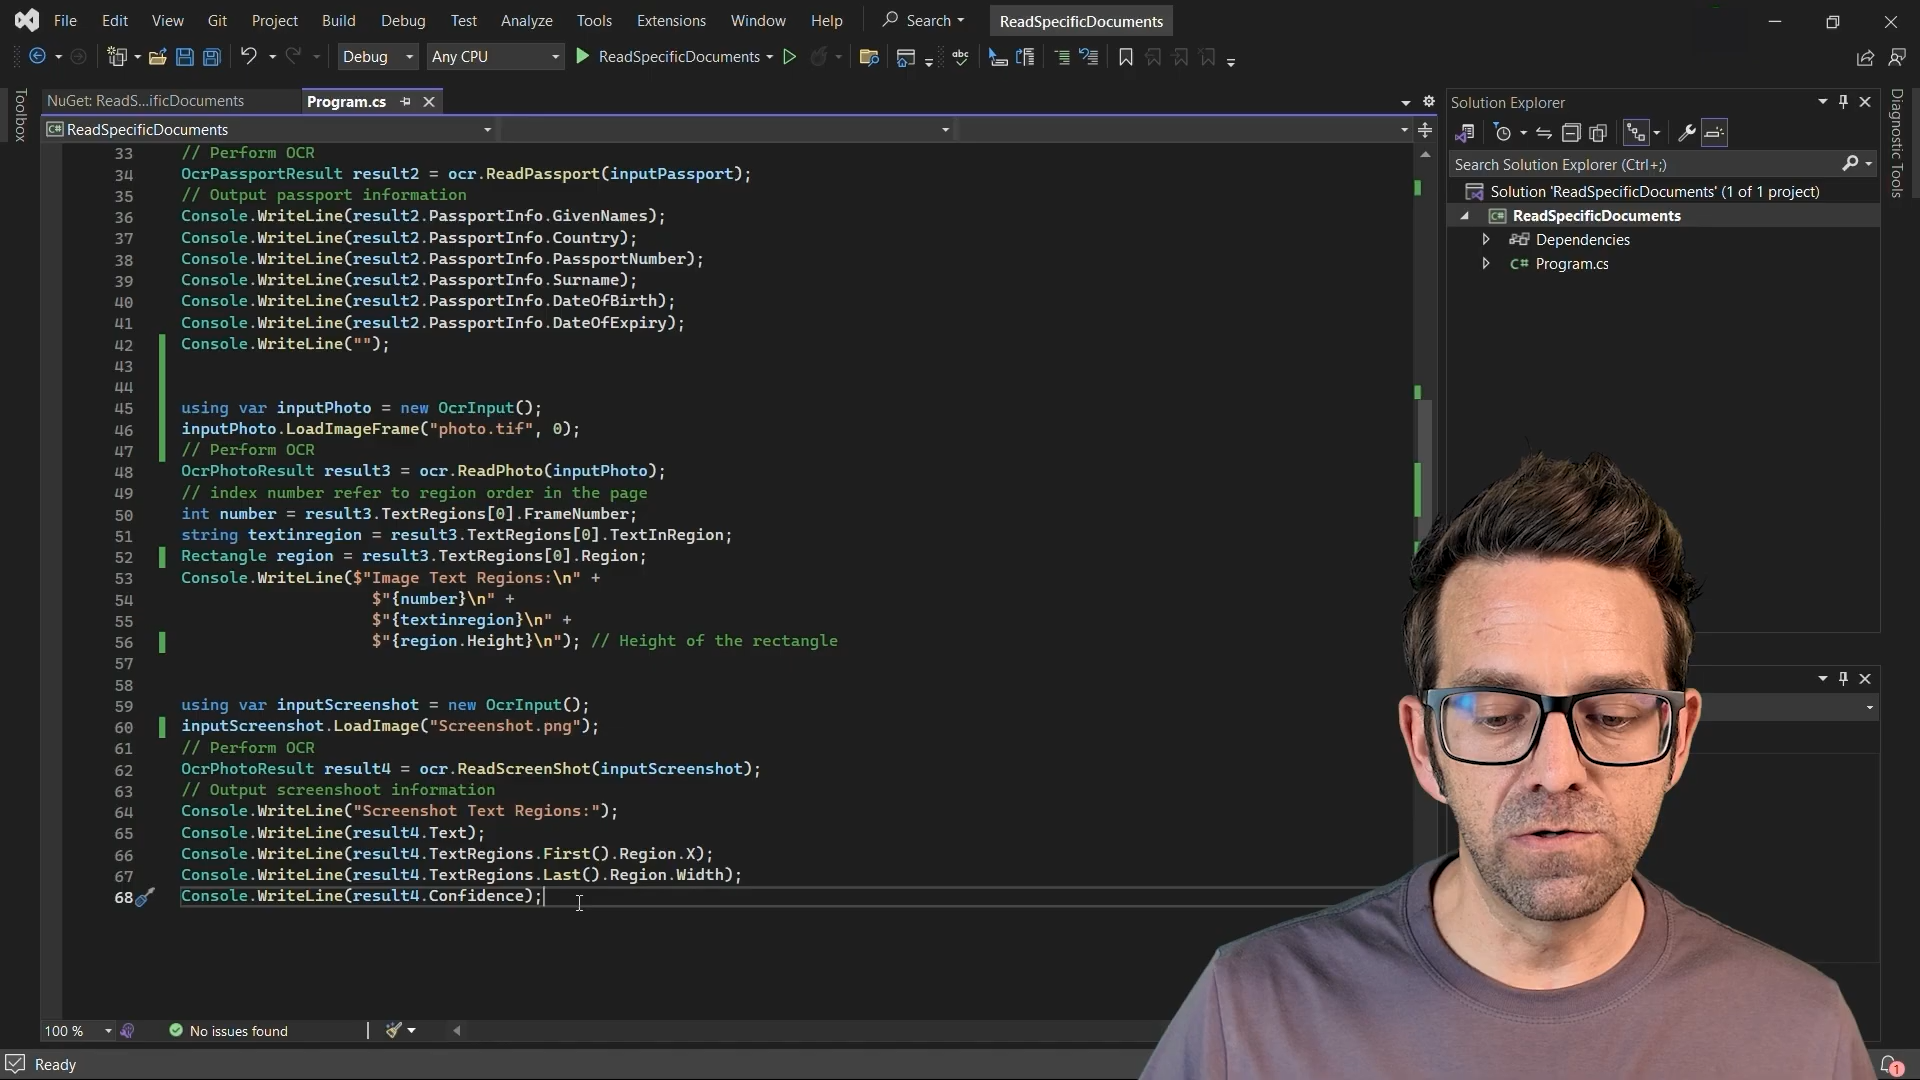 File Edit View Git Project Build Debug Test Analyze Tools Extensions Window Help Search ReadSpecificDocuments
Debug Any CPU ReadSpecificDocuments
Toolbox
NuGet: ReadS...ificDocuments Program.cs
ReadSpecificDocuments
33 // Perform OCR
34 OcrPassportResult result2 = ocr.ReadPassport(inputPassport);
35 // Output passport information
36 Console.WriteLine(result2.PassportInfo.GivenNames);
37 Console.WriteLine(result2.PassportInfo.Country);
38 Console.WriteLine(result2.PassportInfo.PassportNumber);
39 Console.WriteLine(result2.PassportInfo.Surname);
40 Console.WriteLine(result2.PassportInfo.DateOfBirth);
41 Console.WriteLine(result2.PassportInfo.DateOfExpiry);
42 Console.WriteLine("");
43
44
45 using var inputPhoto = new OcrInput();
46 inputPhoto.LoadImageFrame("photo.tif", 0);
47 // Perform OCR
48 OcrPhotoResult result3 = ocr.ReadPhoto(inputPhoto);
49 // index number refer to region order in the page
50 int number = result3.TextRegions[0].FrameNumber;
51 string textinregion = result3.TextRegions[0].TextInRegion;
52 Rectangle region = result3.TextRegions[0].Region;
53 Console.WriteLine($"Image Text Regions:\n" +
54 $"{number}\n" +
55 $"{textinregion}\n" +
56 $"{region.Height}\n"); // Height of the rectangle
57
58
59 using var inputScreenshot = new OcrInput();
60 inputScreenshot.LoadImage("Screenshot.png");
61 // Perform OCR
62 OcrPhotoResult result4 = ocr.ReadScreenShot(inputScreenshot);
63 // Output screenshoot information
64 Console.WriteLine("Screenshot Text Regions:");
65 Console.WriteLine(result4.Text);
66 Console.WriteLine(result4.TextRegions.First().Region.X);
67 Console.WriteLine(result4.TextRegions.Last().Region.Width);
68 Console.WriteLine(result4.Confidence);
100 % No issues found
Ready
Solution Explorer
Search Solution Explorer (Ctrl+;)
Solution 'ReadSpecificDocuments' (1 of 1 project)
ReadSpecificDocuments
Dependencies
C# Program.cs
Diagnostic Tools
1